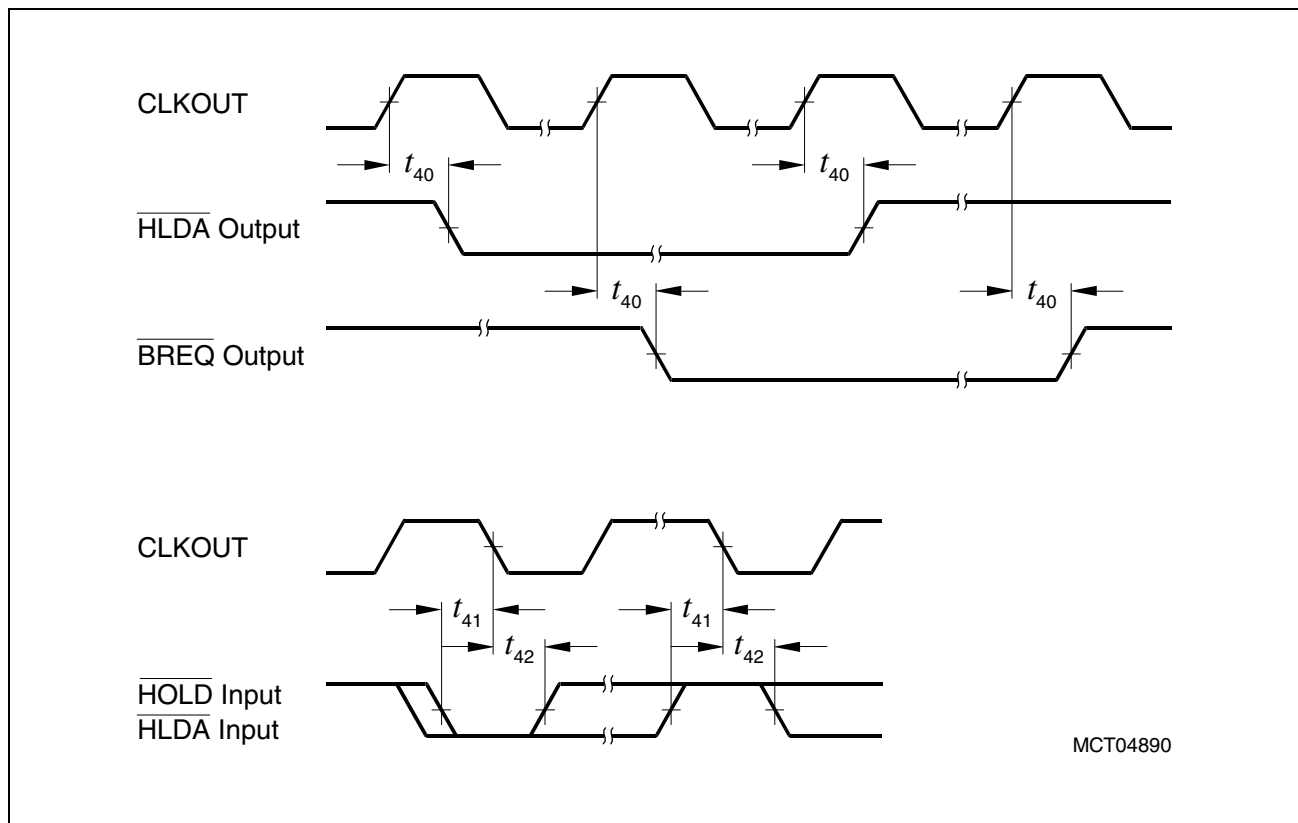 CLKOUT
t40 t40
HLDA Output
t40 t40
BREQ Output
CLKOUT
t41 t41
t42 t42
HOLD Input
HLDA Input
MCT04890